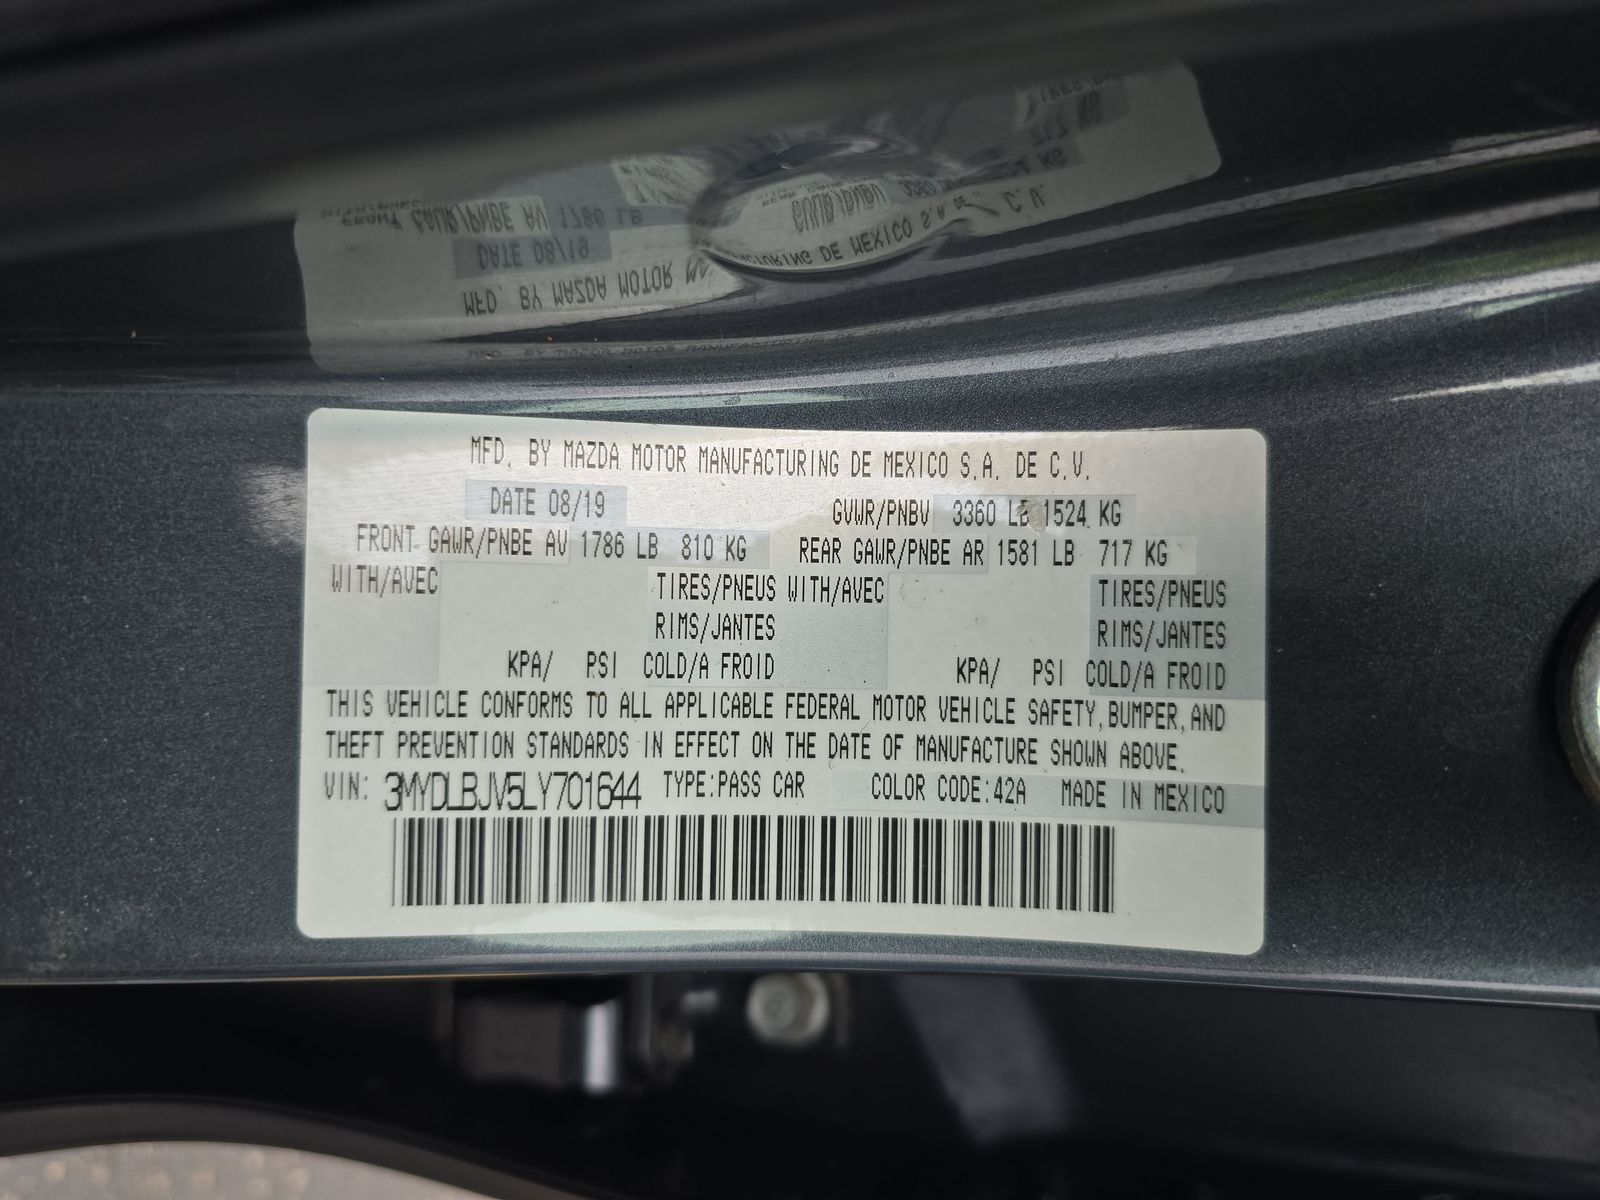 MFD. BY MAZDA MOTOR MANUFACTURING DE MEXICO S.A. DE C.V.
DATE 08/19 GVWR/PNBV 3360 LB 1524 KG
FRONT GAWR/PNBE AV 1786 LB 810 KG REAR GAWR/PNBE AR 1581 LB 717 KG
WITH/AVEC TIRES/PNEUS WITH/AVEC TIRES/PNEUS
RIMS/JANTES RIMS/JANTES
KPA/ PSI COLD/A FROID KPA/ PSI COLD/A FROID
THIS VEHICLE CONFORMS TO ALL APPLICABLE FEDERAL MOTOR VEHICLE SAFETY, BUMPER, AND
THEFT PREVENTION STANDARDS IN EFFECT ON THE DATE OF MANUFACTURE SHOWN ABOVE.
VIN: 3MYDLBJV5LY701644 TYPE:PASS CAR COLOR CODE:42A MADE IN MEXICO